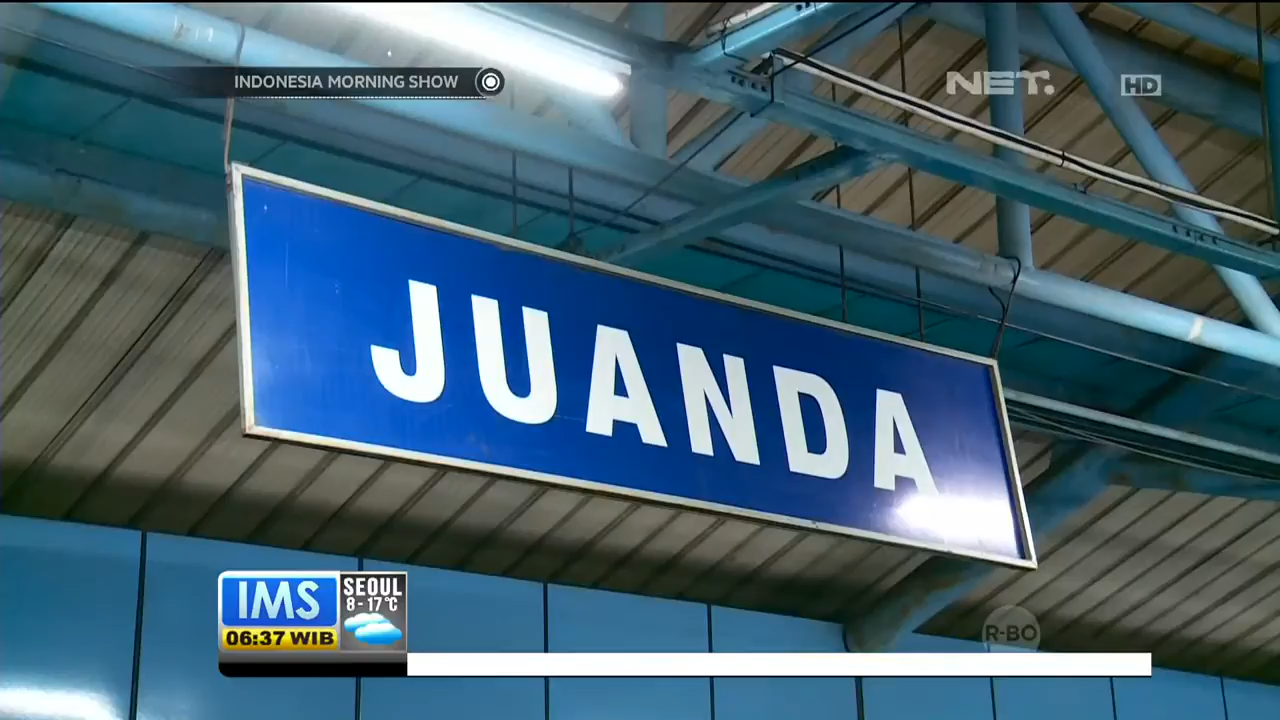 INDONESIA MORNING SHOW
NET.
HD
JUANDA
IMS
SEOUL
8 - 17°C
06:37 WIB
R-BO